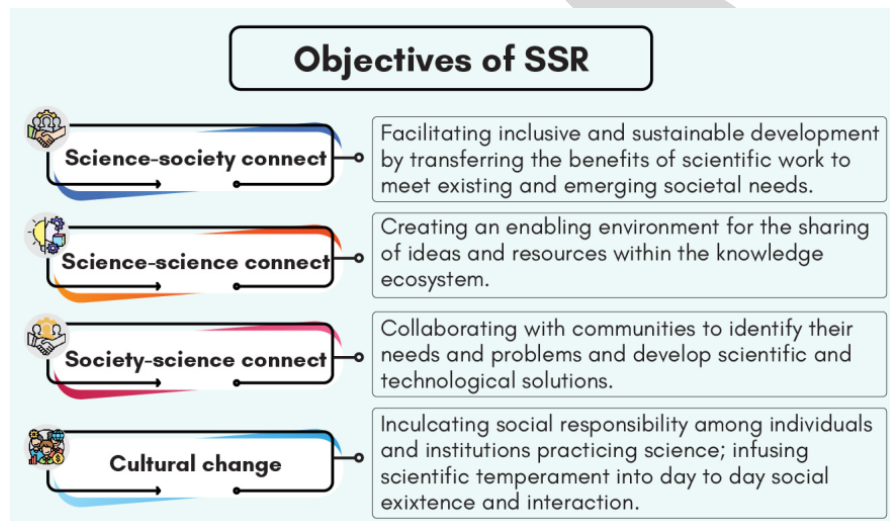 Objectives of SSR
Science-society connect
Facilitating inclusive and sustainable development
by transferring the benefits of scientific work to
meet existing and emerging societal needs.
Science-science connect
Creating an enabling environment for the sharing
of ideas and resources within the knowledge
ecosystem.
Society-science connect
Collaborating with communities to identify their
needs and problems and develop scientific and
technological solutions.
Cultural change
Inculcating social responsibility among individuals
and institutions practicing science; infusing
scientific temperament into day to day social
exixtence and interaction.